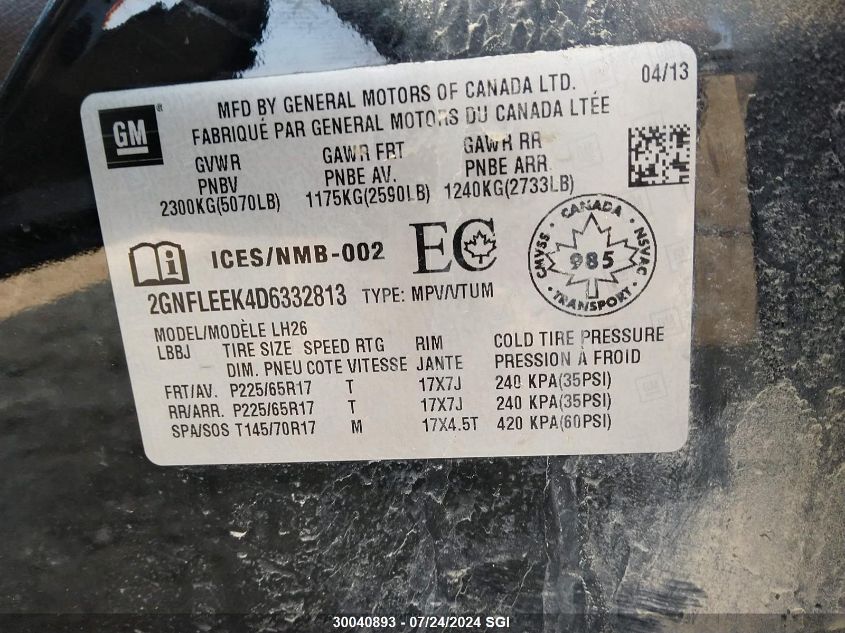 04/13
GM
MFD BY GENERAL MOTORS OF CANADA LTD.
FABRIQUÉ PAR GENERAL MOTORS DU CANADA LTÉE
GVWR GAWR FRT GAWR RR
PNBV PNBE AV. PNBE ARR.
2300KG(5070LB) 1175KG(2590LB) 1240KG(2733LB)
i ICES/NMB-002 EC
CANADA
CMVSS 985 NSVAC
TRANSPORT
2GNFLEEK4D6332813 TYPE: MPV/VTUM
MODEL/MODÈLE LH26
LBBJ TIRE SIZE SPEED RTG RIM COLD TIRE PRESSURE
DIM. PNEU COTE VITESSE JANTE PRESSION À FROID
FRT/AV. P225/65R17 T 17X7J 240 KPA(35PSI)
RR/ARR. P225/65R17 T 17X7J 240 KPA(35PSI)
SPA/SOS T145/70R17 M 17X4.5T 420 KPA(60PSI)
GM
30040893 - 07/24/2024 SGI